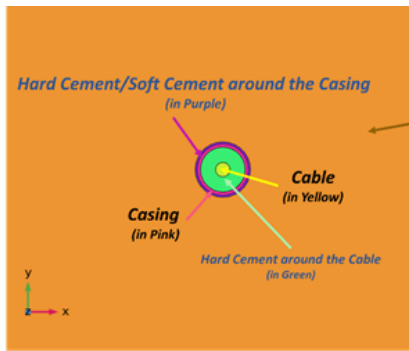 Hard Cement/Soft Cement around the Casing
(in Purple)
Cable
(in Yellow)
Casing
(in Pink)
Hard Cement around the Cable
(in Green)
y
z
x